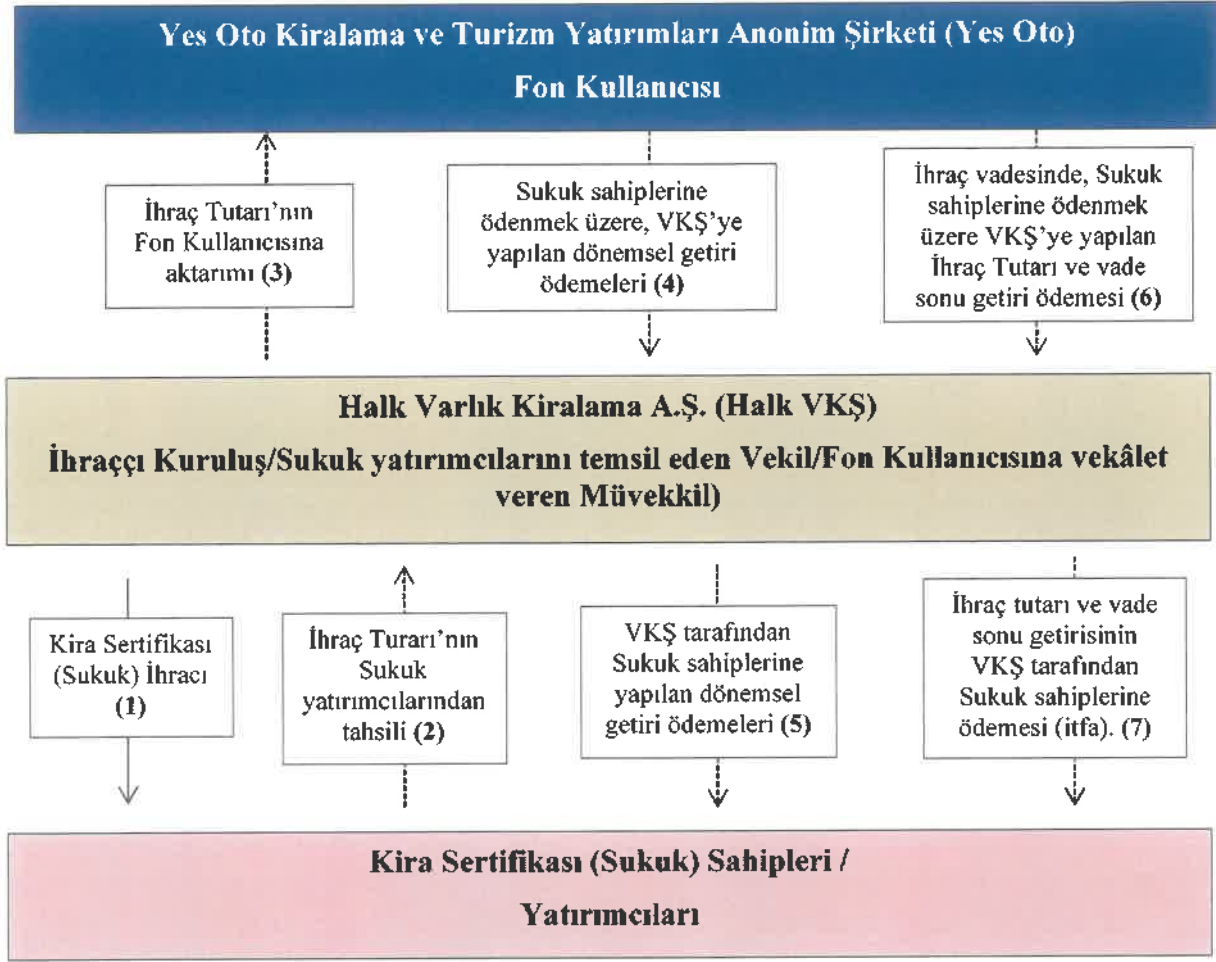 Yes Oto Kiralama ve Turizm Yatırımları Anonim Şirketi (Yes Oto)
Fon Kullanıcısı
İhraç Tutarı’nın
Fon Kullanıcısına
aktarımı (3)
Sukuk sahiplerine
ödenmek üzere, VKŞ’ye
yapılan dönemsel getiri
ödemeleri (4)
İhraç vadesinde, Sukuk
sahiplerine ödenmek
üzere VKŞ’ye yapılan
İhraç Tutarı ve vade
sonu getiri ödemesi (6)
Halk Varlık Kiralama A.Ş. (Halk VKŞ)
İhraççı Kuruluş/Sukuk yatırımcılarını temsil eden Vekil/Fon Kullanıcısına vekâlet
veren Müvekkil)
Kira Sertifikası
(Sukuk) İhracı
(1)
İhraç Turarı’nın
Sukuk
yatırımcılarından
tahsili (2)
VKŞ tarafından
Sukuk sahiplerine
yapılan dönemsel
getiri ödemeleri (5)
İhraç tutarı ve vade
sonu getirisinin
VKŞ tarafından
Sukuk sahiplerine
ödemesi (itfa). (7)
Kira Sertifikası (Sukuk) Sahipleri /
Yatırımcıları